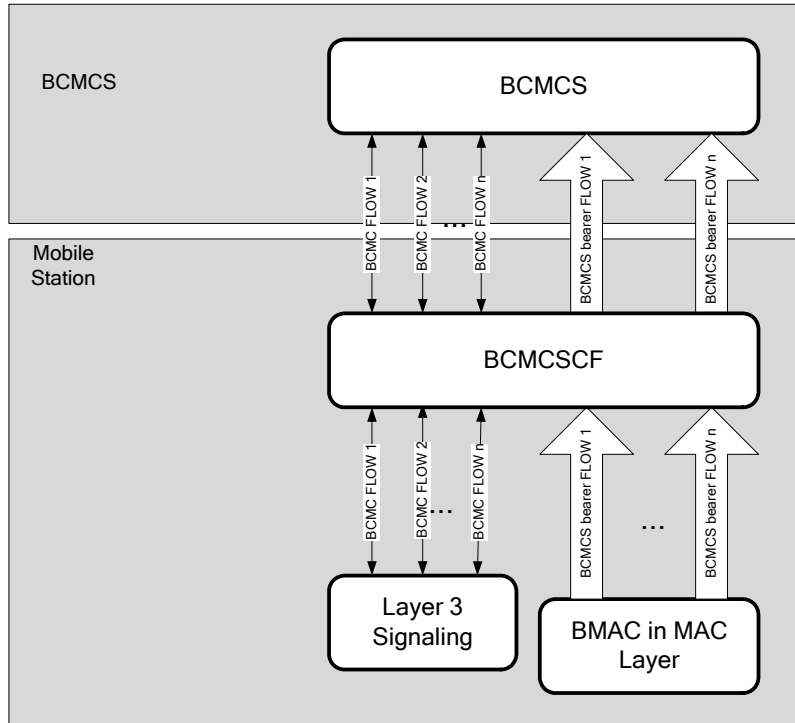 BCMCS
BCMCS
BCMC FLOW 1
BCMC FLOW 2
...
BCMC FLOW n
BCMCS bearer FLOW 1
BCMCS bearer FLOW n
Mobile
Station
BCMCSCF
BCMC FLOW 1
BCMC FLOW 2
...
BCMC FLOW n
BCMCS bearer FLOW 1
...
BCMCS bearer FLOW n
Layer 3
Signaling
BMAC in MAC
Layer